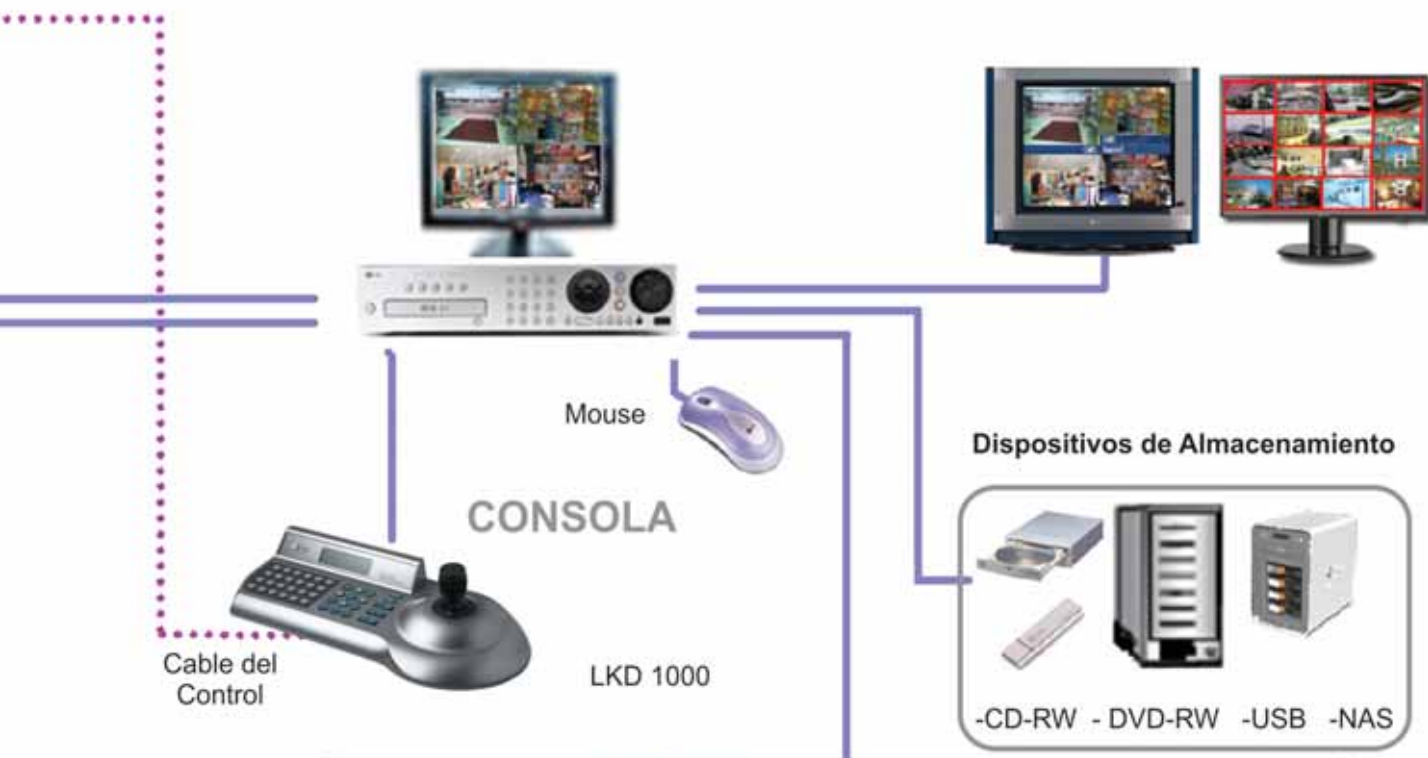 Mouse
Dispositivos de Almacenamiento
CONSOLA
Cable del
Control
LKD 1000
-CD-RW - DVD-RW -USB -NAS